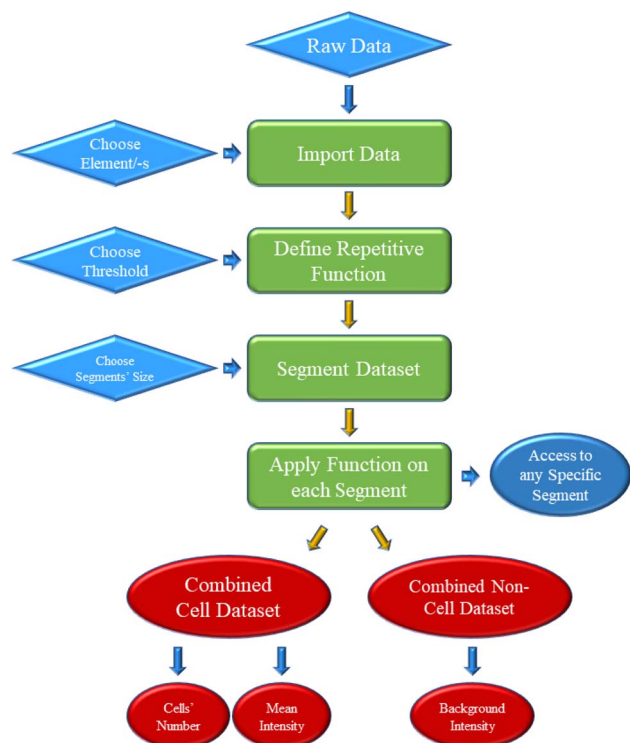 Raw Data
Choose
Element/-s
Import Data
Choose
Threshold
Define Repetitive
Function
Choose
Segments' Size
Segment Dataset
Apply Function on
each Segment
Access to
any Specific
Segment
Combined
Cell Dataset
Combined Non-
Cell Dataset
Cells'
Number
Mean
Intensity
Background
Intensity